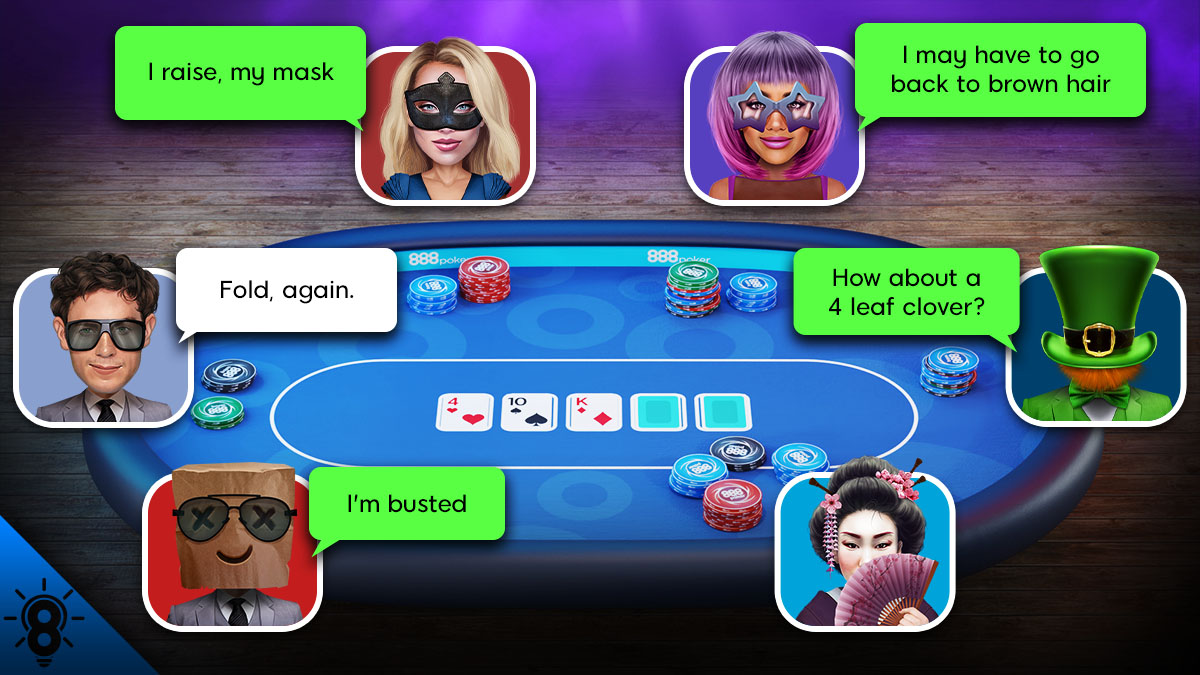 I raise, my mask
I may have to go
back to brown hair
888poker
888poker
Fold, again.
How about a
4 leaf clover?
4
10
K
I'm busted
8